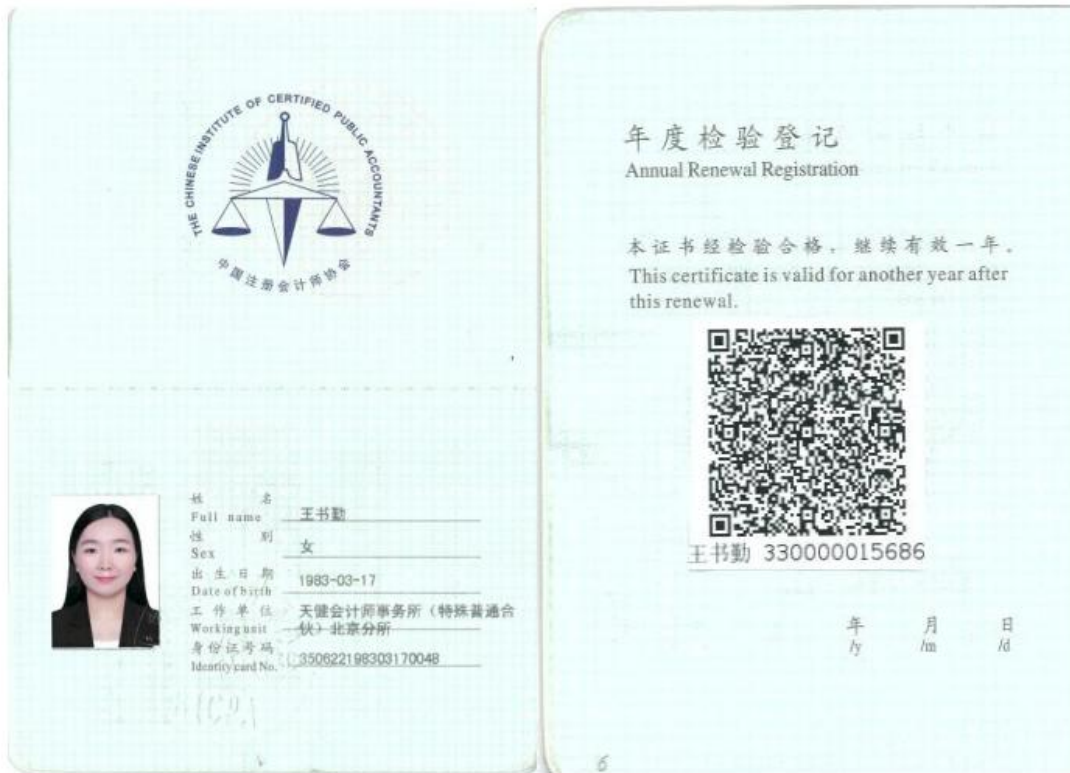 THE CHINESE INSTITUTE OF CERTIFIED PUBLIC ACCOUNTANTS
中国注册会计师协会
姓 名
Full name 王书勤
性 别
Sex 女
出生日期
Date of birth 1983-03-17
工作单位 天健会计师事务所（特殊普通合
Working unit 伙）北京分所
身份证号码
Identity card No. 350622198303170048
年度检验登记
Annual Renewal Registration
本证书经检验合格，继续有效一年。
This certificate is valid for another year after
this renewal.
王书勤 330000015686
年 月 日
/y /m /d
6